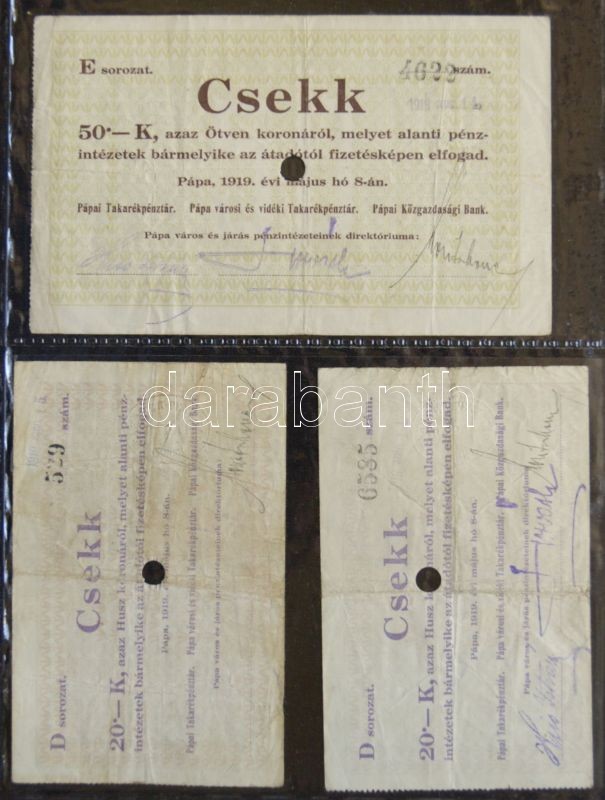 E sorozat. 4622 szám.
Csekk
50·— K, azaz Ötven koronáról, melyet alanti pénz-
intézetek bármelyike az átadótól fizetésképen elfogad.
Pápa, 1919. évi május hó 8-án.
Pápai Takarékpénztár. Pápa városi és vidéki Takarékpénztár. Pápai Közgazdasági Bank.
Pápa város és járás pénzintézeteinek direktóriuma:
darabanth
D sorozat. 529 szám.
Csekk
20·— K, azaz Husz koronáról, melyet alanti pénz-
intézetek bármelyike az átadótól fizetésképen elfogad.
Pápa, 1919. évi május hó 8-án.
Pápai Takarékpénztár. Pápa városi és vidéki Takarékpénztár. Pápai Közgazdasági Bank.
Pápa város és járás pénzintézeteinek direktóriuma:
D sorozat. 6585 szám.
Csekk
20·— K, azaz Husz koronáról, melyet alanti pénz-
intézetek bármelyike az átadótól fizetésképen elfogad.
Pápa, 1919. évi május hó 8-án.
Pápai Takarékpénztár. Pápa városi és vidéki Takarékpénztár. Pápai Közgazdasági Bank.
Pápa város és járás pénzintézeteinek direktóriuma: